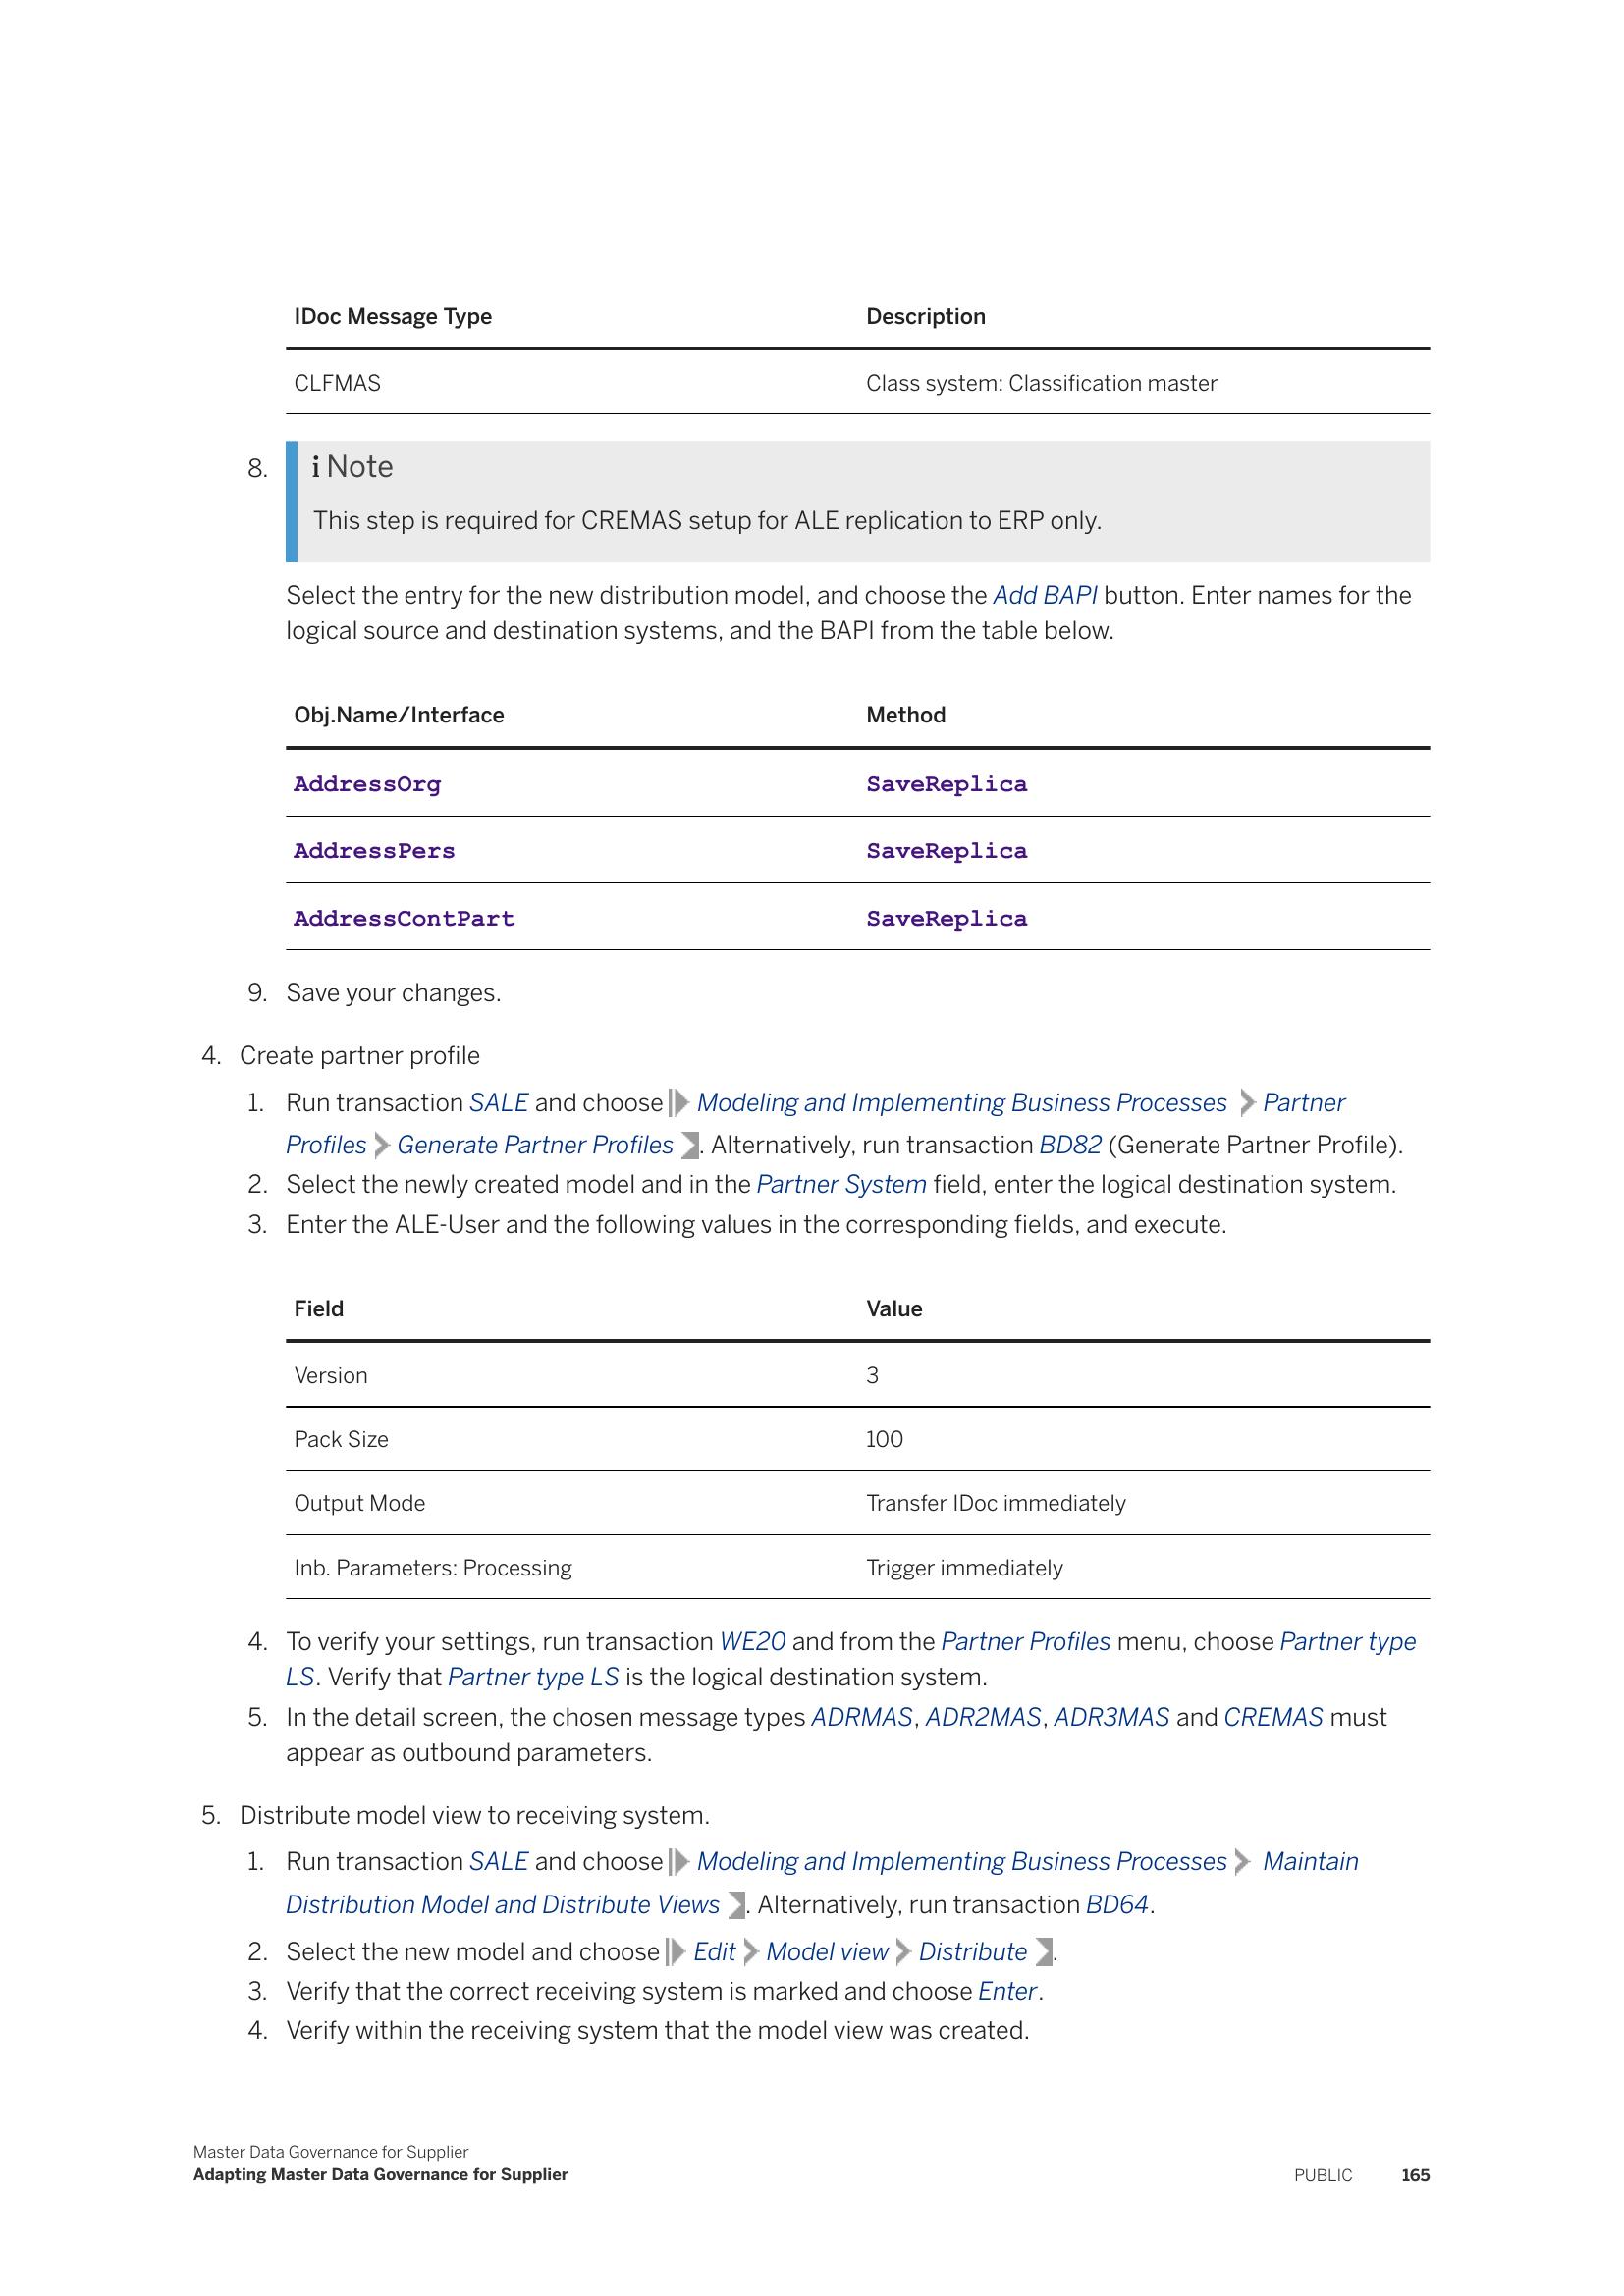 IDoc Message Type Description
CLFMAS Class system: Classification master
8. i Note
This step is required for CREMAS setup for ALE replication to ERP only.
Select the entry for the new distribution model, and choose the Add BAPI button. Enter names for the
logical source and destination systems, and the BAPI from the table below.
Obj.Name/Interface Method
AddressOrg SaveReplica
AddressPers SaveReplica
AddressContPart SaveReplica
9. Save your changes.
4. Create partner profile
1. Run transaction SALE and choose Modeling and Implementing Business Processes Partner
Profiles Generate Partner Profiles . Alternatively, run transaction BD82 (Generate Partner Profile).
2. Select the newly created model and in the Partner System field, enter the logical destination system.
3. Enter the ALE-User and the following values in the corresponding fields, and execute.
Field Value
Version 3
Pack Size 100
Output Mode Transfer IDoc immediately
Inb. Parameters: Processing Trigger immediately
4. To verify your settings, run transaction WE20 and from the Partner Profiles menu, choose Partner type
LS. Verify that Partner type LS is the logical destination system.
5. In the detail screen, the chosen message types ADRMAS, ADR2MAS, ADR3MAS and CREMAS must
appear as outbound parameters.
5. Distribute model view to receiving system.
1. Run transaction SALE and choose Modeling and Implementing Business Processes Maintain
Distribution Model and Distribute Views . Alternatively, run transaction BD64.
2. Select the new model and choose Edit Model view Distribute .
3. Verify that the correct receiving system is marked and choose Enter.
4. Verify within the receiving system that the model view was created.
Master Data Governance for Supplier
Adapting Master Data Governance for Supplier PUBLIC 165